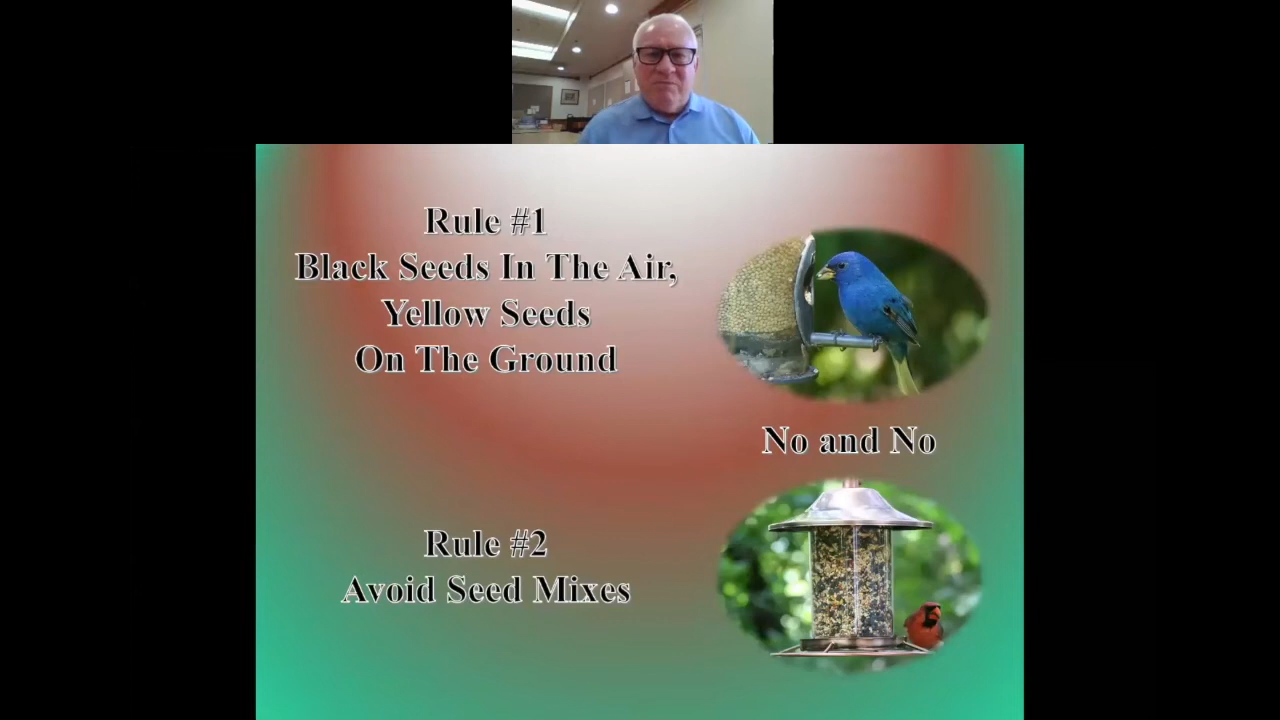 Rule #1
Black Seeds In The Air,
Yellow Seeds
On The Ground
No and No
Rule #2
Avoid Seed Mixes